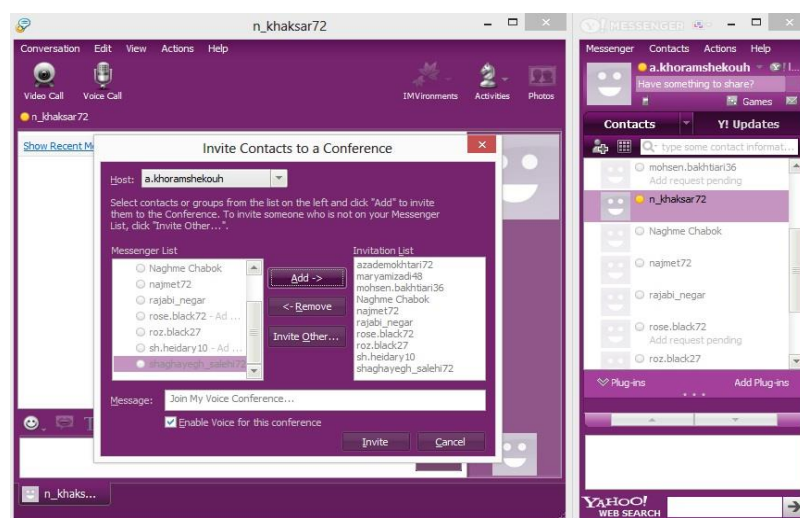 n_khaksar72
Conversation Edit View Actions Help
Video Call Voice Call IMVironments Activities Photos
n_khaksar72
Show Recent M
Invite Contacts to a Conference
Host: a.khoramshekouh
Select contacts or groups from the list on the left and click "Add" to invite
them to the Conference. To invite someone who is not on your Messenger
List, click "Invite Other...".
Messenger List
Naghme Chabok
najmet72
rajabi_negar
rose.black72 - Ad ...
roz.black27
sh.heidary10 - Ad ...
shaghayegh_salehi72
Add ->
<- Remove
Invite Other...
Invitation List
azademokhtari72
maryamizadi48
mohsen.bakhtiari36
Naghme Chabok
najmet72
rajabi_negar
rose.black72
roz.black27
sh.heidary10
shaghayegh_salehi72
Message: Join My Voice Conference...
Enable Voice for this conference
Invite Cancel
n_khaks...
Y! MESSENGER
Messenger Contacts Actions Help
a.khoramshekouh
Have something to share?
Games
Contacts Y! Updates
type some contact informat...
mohsen.bakhtiari36
Add request pending
n_khaksar72
Naghme Chabok
najmet72
rajabi_negar
rose.black72
Add request pending
roz.black27
Plug-ins Add Plug-ins
YAHOO!
WEB SEARCH